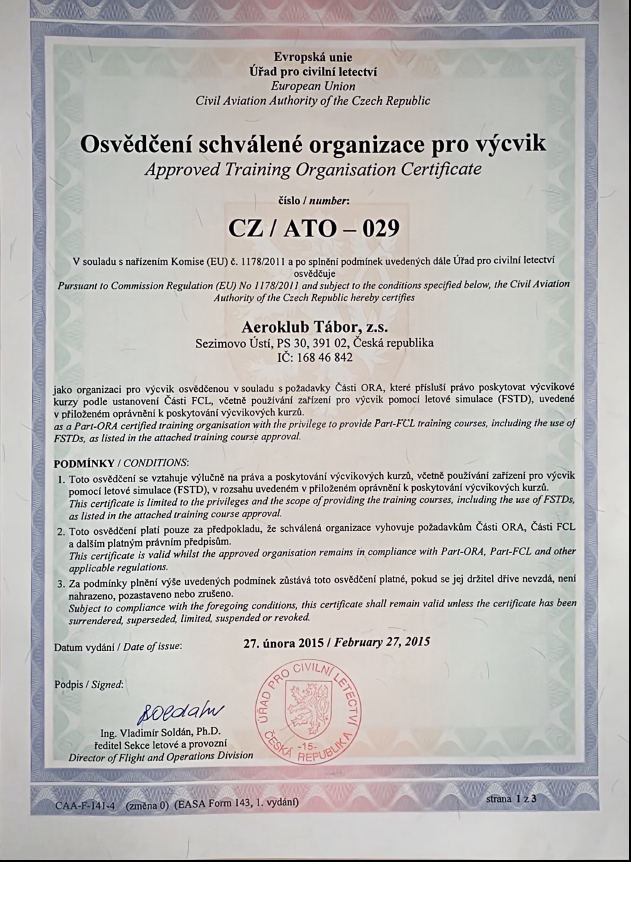 Evropská unie
Úřad pro civilní letectví
European Union
Civil Aviation Authority of the Czech Republic
Osvědčení schválené organizace pro výcvik
Approved Training Organisation Certificate
číslo / number:
CZ / ATO – 029
V souladu s nařízením Komise (EU) č. 1178/2011 a po splnění podmínek uvedených dále Úřad pro civilní letectví
osvědčuje
Pursuant to Commission Regulation (EU) No 1178/2011 and subject to the conditions specified below, the Civil Aviation
Authority of the Czech Republic hereby certifies
Aeroklub Tábor, z.s.
Sezimovo Ústí, PS 30, 391 02, Česká republika
IČ: 168 46 842
jako organizaci pro výcvik osvědčenou v souladu s požadavky Části ORA, které přísluší právo poskytovat výcvikové
kurzy podle ustanovení Části FCL, včetně používání zařízení pro výcvik pomocí letové simulace (FSTD), uvedené
v přiloženém oprávnění k poskytování výcvikových kurzů.
as a Part-ORA certified training organisation with the privilege to provide Part-FCL training courses, including the use of
FSTDs, as listed in the attached training course approval.
PODMÍNKY / CONDITIONS:
1. Toto osvědčení se vztahuje výlučně na práva a poskytování výcvikových kurzů, včetně používání zařízení pro výcvik
pomocí letové simulace (FSTD), v rozsahu uvedeném v přiloženém oprávnění k poskytování výcvikových kurzů.
This certificate is limited to the privileges and the scope of providing the training courses, including the use of FSTDs,
as listed in the attached training course approval.
2. Toto osvědčení platí pouze za předpokladu, že schválená organizace vyhovuje požadavkům Části ORA, Části FCL
a dalším platným právním předpisům.
This certificate is valid whilst the approved organisation remains in compliance with Part-ORA, Part-FCL and other
applicable regulations.
3. Za podmínky plnění výše uvedených podmínek zůstává toto osvědčení platné, pokud se jej držitel dříve nevzdá, není
nahrazeno, pozastaveno nebo zrušeno.
Subject to compliance with the foregoing conditions, this certificate shall remain valid unless the certificate has been
surrendered, superseded, limited, suspended or revoked.
Datum vydání / Date of issue:
27. února 2015 / February 27, 2015
Podpis / Signed:
Soldán
ÚŘAD PRO CIVILNÍ LETECTVÍ
ČESKÁ REPUBLIKA
-15-
Ing. Vladimír Soldán, Ph.D.
ředitel Sekce letové a provozní
Director of Flight and Operations Division
CAA-F-141-4 (změna 0) (EASA Form 143, 1. vydání)
strana 1 z 3